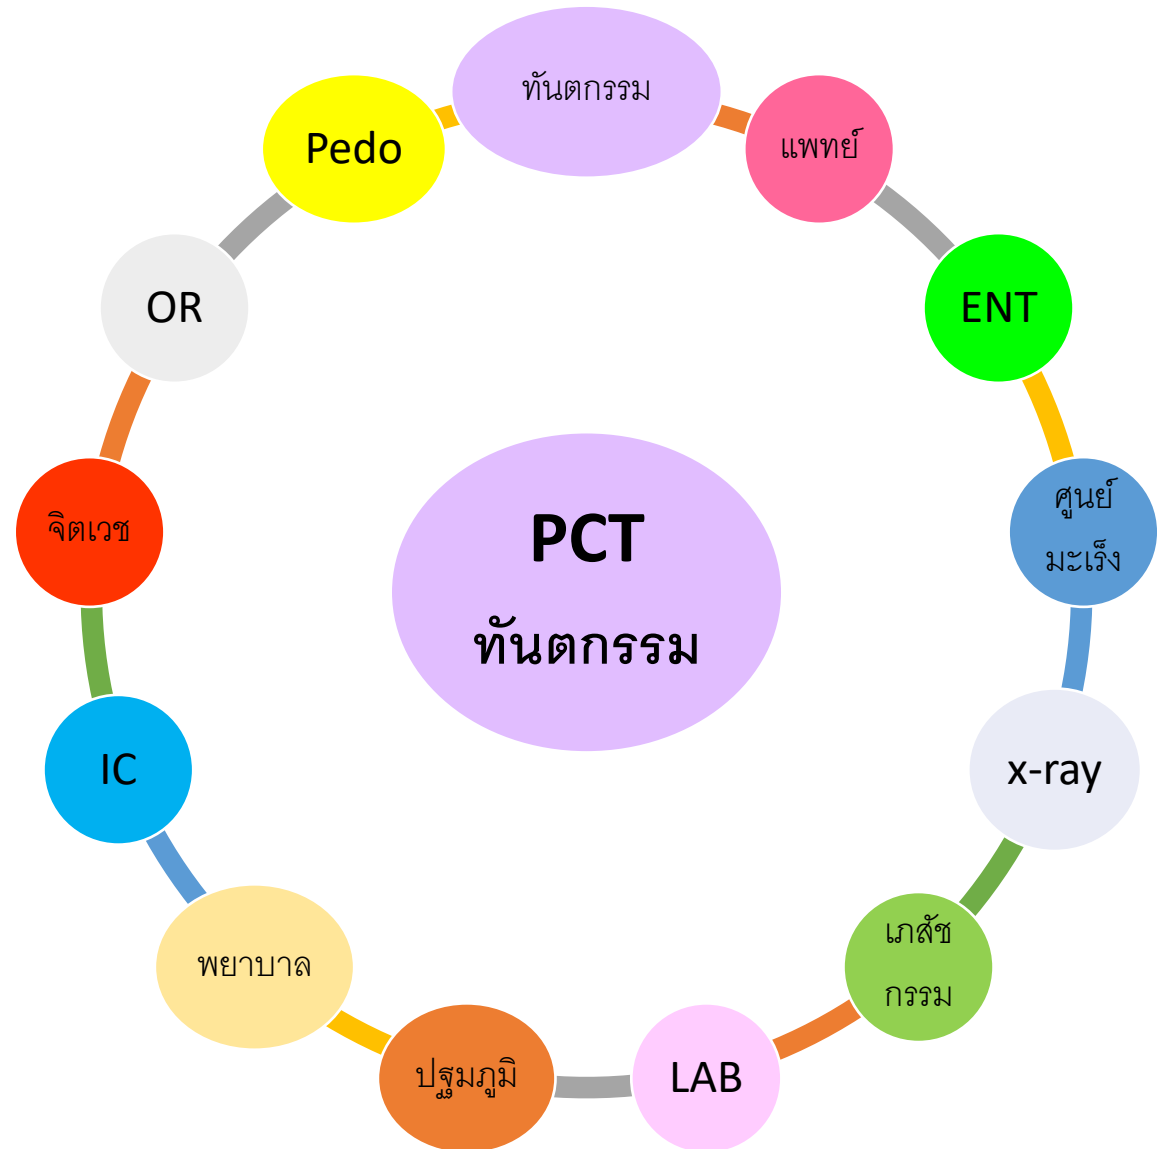 ทันตกรรม
แพทย์
ENT
ศูนย์
มะเร็ง
x-ray
เภสัช
กรรม
LAB
ปฐมภูมิ
พยาบาล
IC
จิตเวช
OR
Pedo
PCT
ทันตกรรม